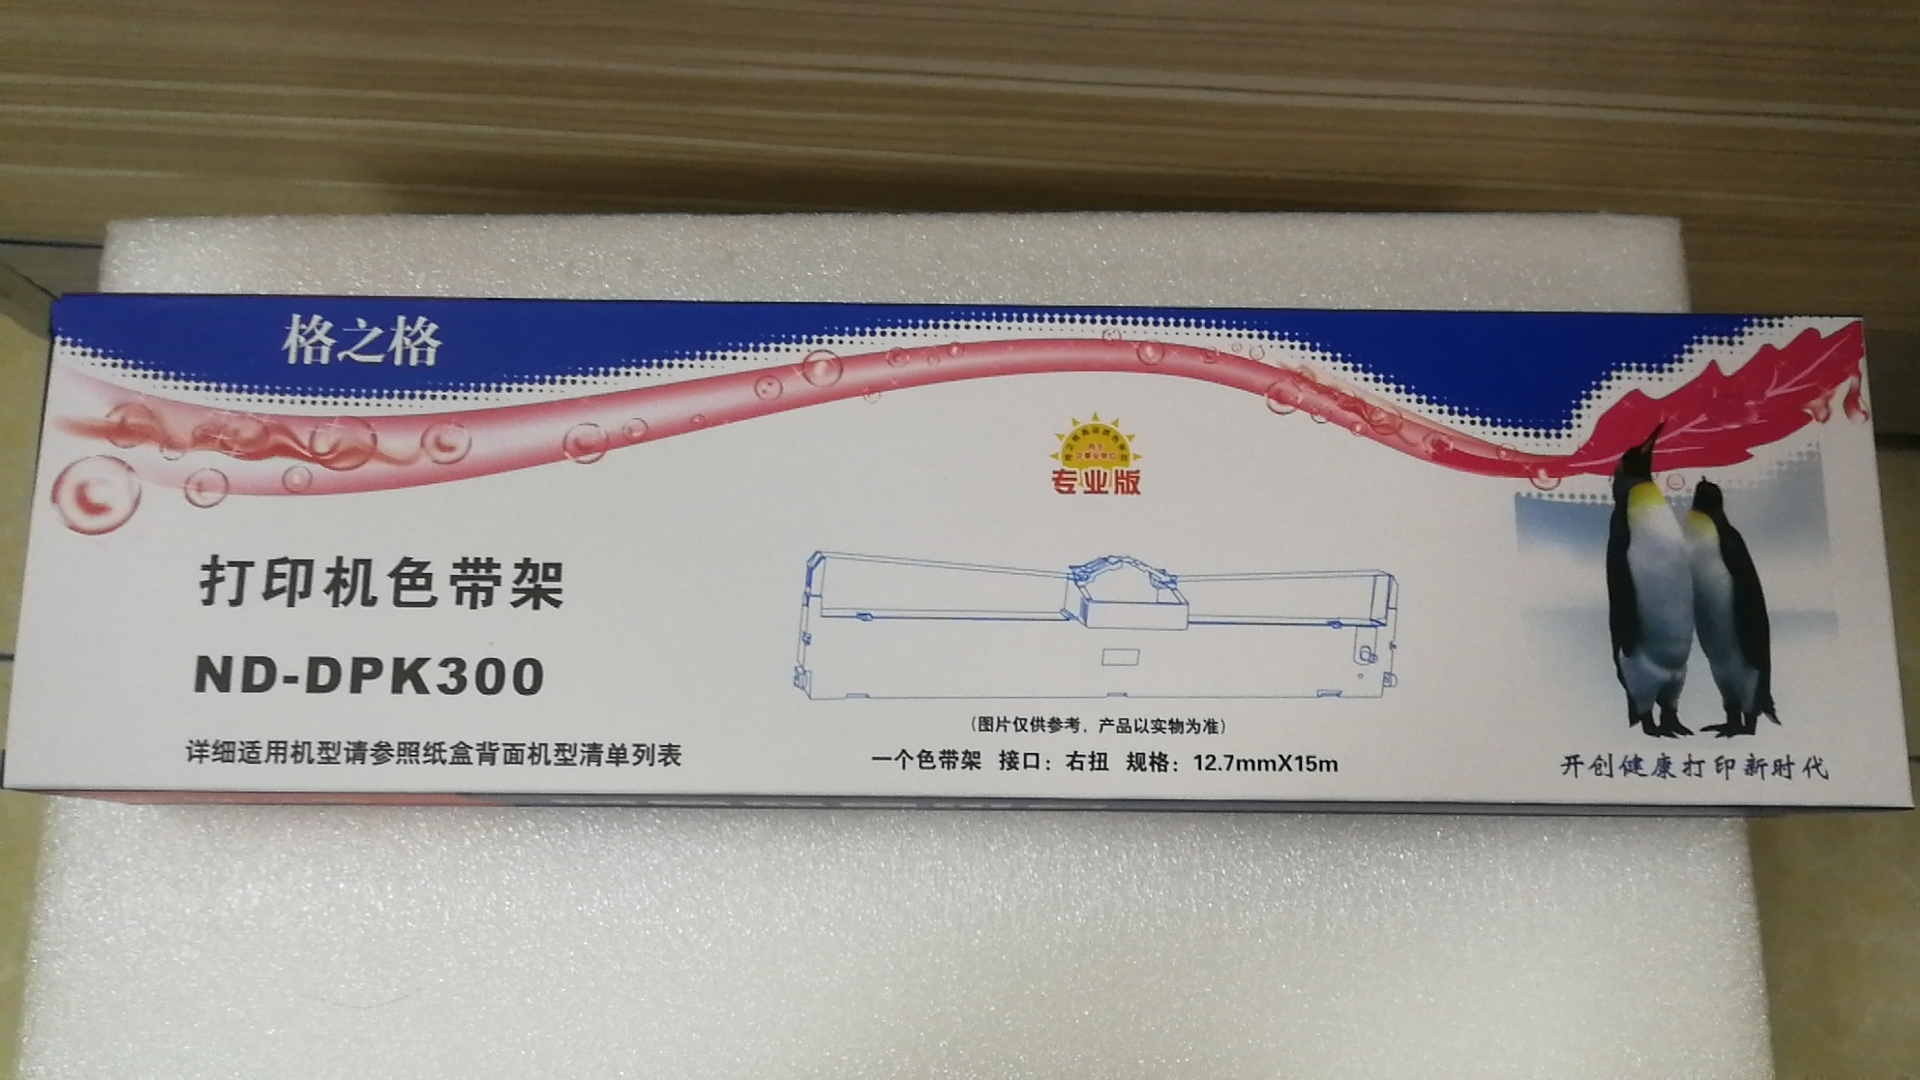 格之格
专业版
打印机色带架
ND-DPK300
详细适用机型请参照纸盒背面机型清单列表
(图片仅供参考，产品以实物为准)
一个色带架 接口：右扭 规格：12.7mmX15m
开创健康打印新时代